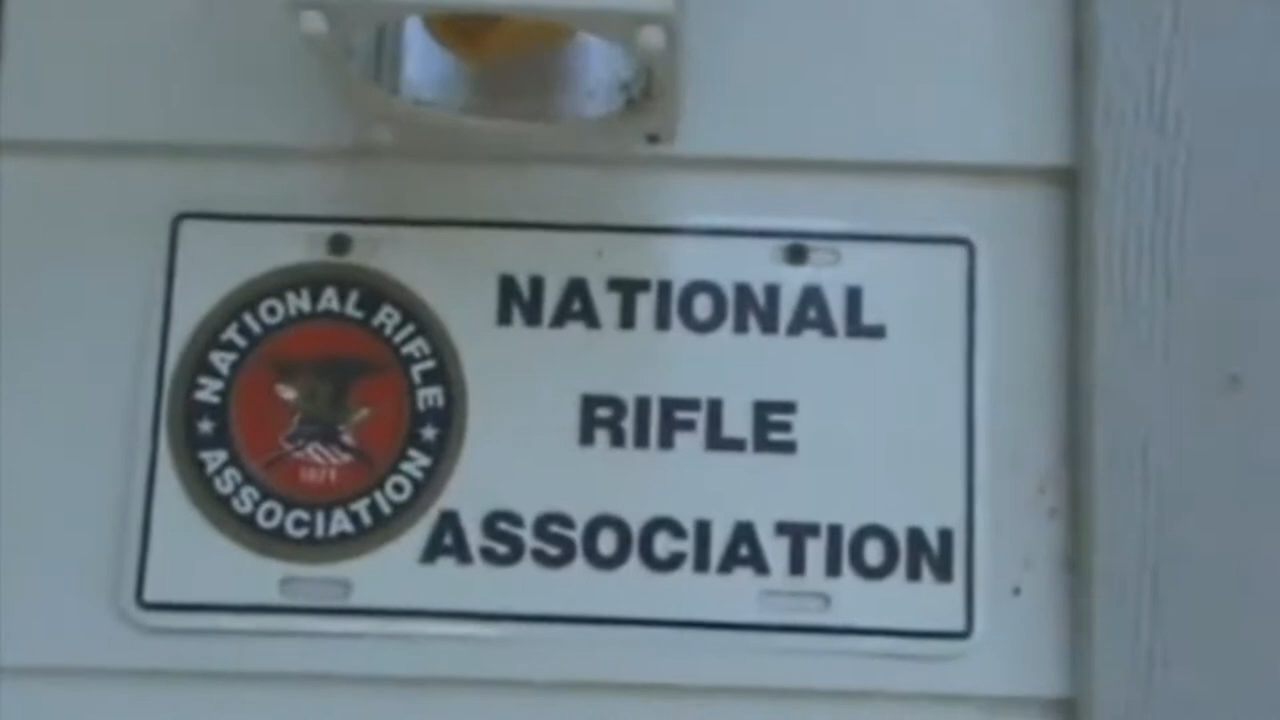 NATIONAL RIFLE
ASSOCIATION
NATIONAL
RIFLE
ASSOCIATION